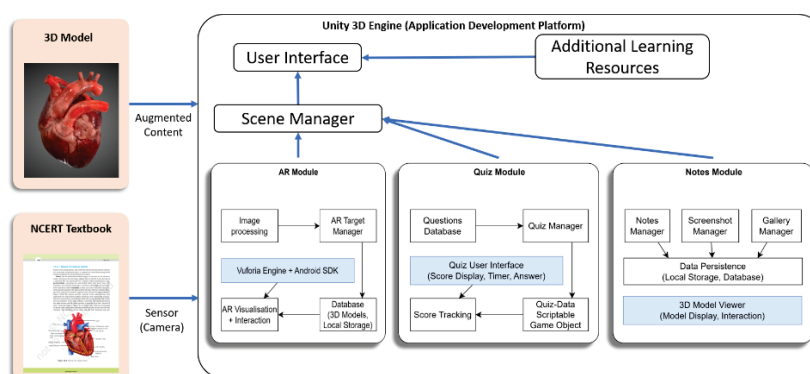 Unity 3D Engine (Application Development Platform)
3D Model
Augmented
Content
NCERT Textbook
Sensor
(Camera)
User Interface
Additional Learning
Resources
Scene Manager
AR Module
Image
processing
AR Target
Manager
Vuforia Engine + Android SDK
AR Visualisation
+ Interaction
Database
(3D Models,
Local Storage)
Quiz Module
Questions
Database
Quiz Manager
Quiz User Interface
(Score Display, Timer, Answer)
Score Tracking
Quiz-Data
Scriptable
Game Object
Notes Module
Notes
Manager
Screenshot
Manager
Gallery
Manager
Data Persistence
(Local Storage, Database)
3D Model Viewer
(Model Display, Interaction)